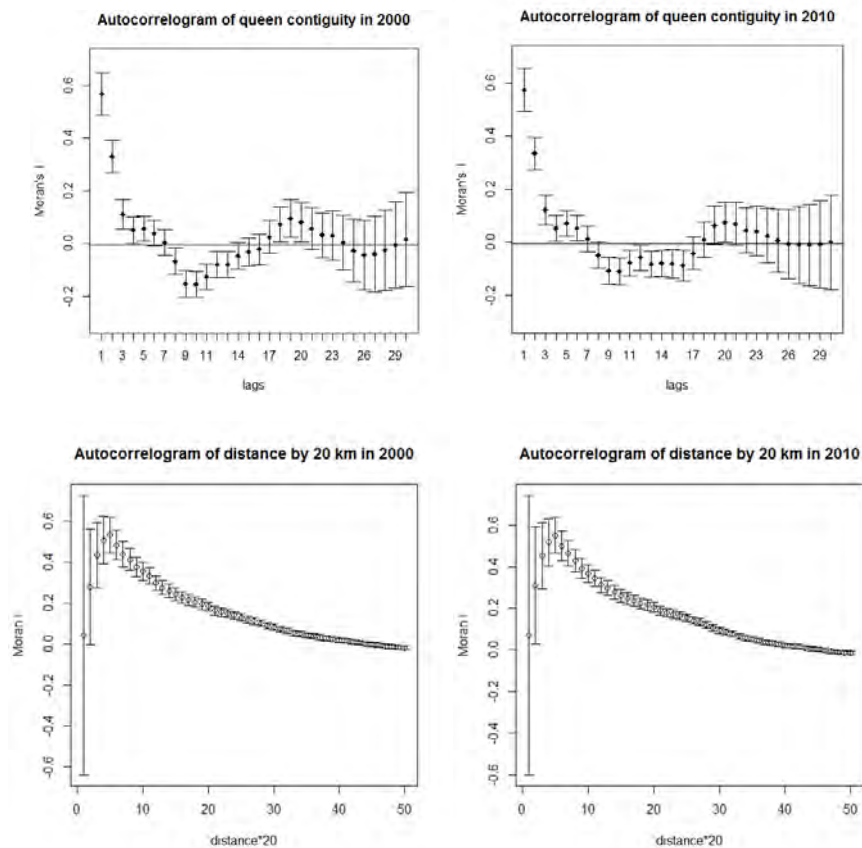 Autocorrelogram of queen contiguity in 2000
Moran's I
0.6
0.4
0.2
0.0
-0.2
1 3 5 7 9 11 14 17 20 23 26 29
lags
Autocorrelogram of queen contiguity in 2010
Moran's I
0.6
0.4
0.2
0.0
-0.2
1 3 5 7 9 11 14 17 20 23 26 29
lags
Autocorrelogram of distance by 20 km in 2000
Moran I
0.6
0.4
0.2
0.0
-0.2
-0.4
-0.6
0 10 20 30 40 50
distance*20
Autocorrelogram of distance by 20 km in 2010
Moran I
0.6
0.4
0.2
0.0
-0.2
-0.4
-0.6
0 10 20 30 40 50
distance*20